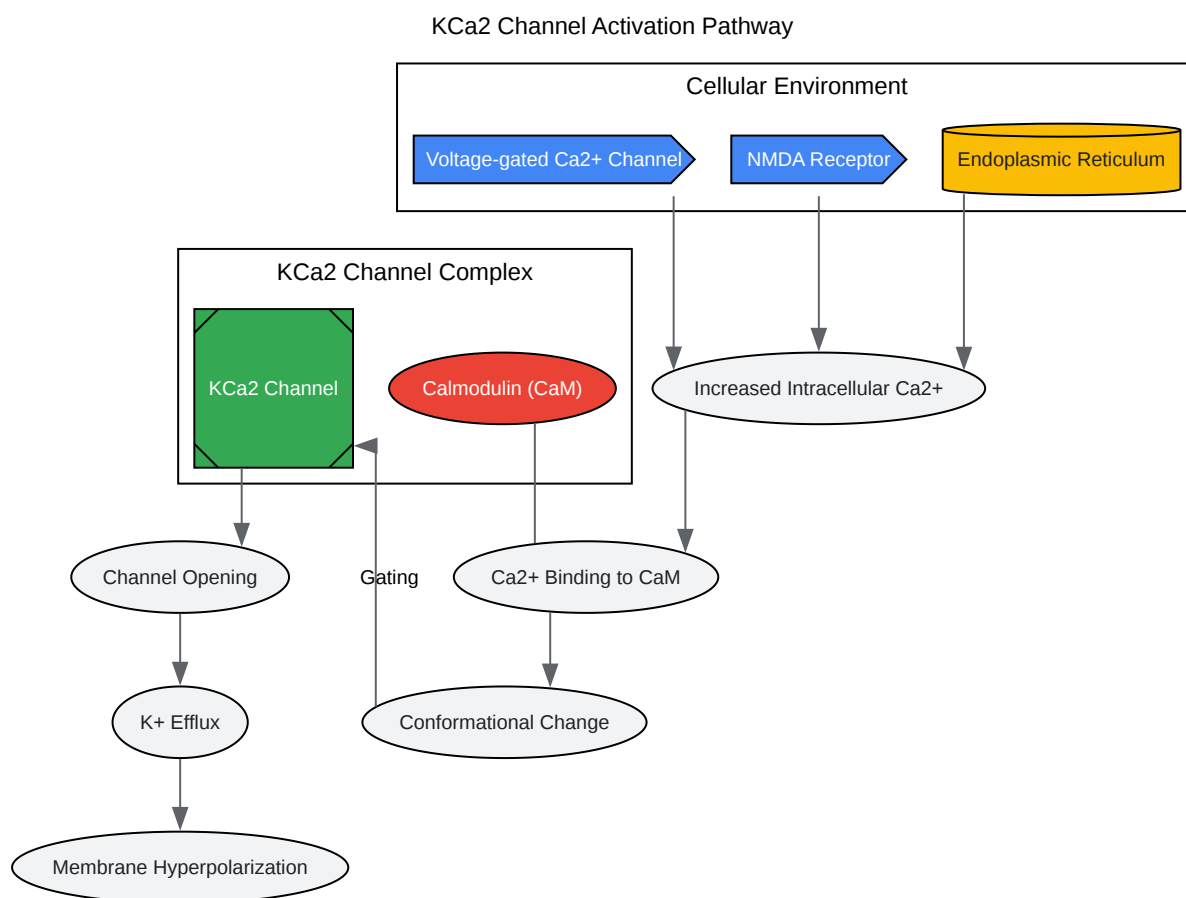 KCa2 Channel Activation Pathway
Cellular Environment
Voltage-gated Ca2+ Channel
NMDA Receptor
Endoplasmic Reticulum
KCa2 Channel Complex
KCa2 Channel
Calmodulin (CaM)
Increased Intracellular Ca2+
Channel Opening
Gating
Ca2+ Binding to CaM
K+ Efflux
Conformational Change
Membrane Hyperpolarization